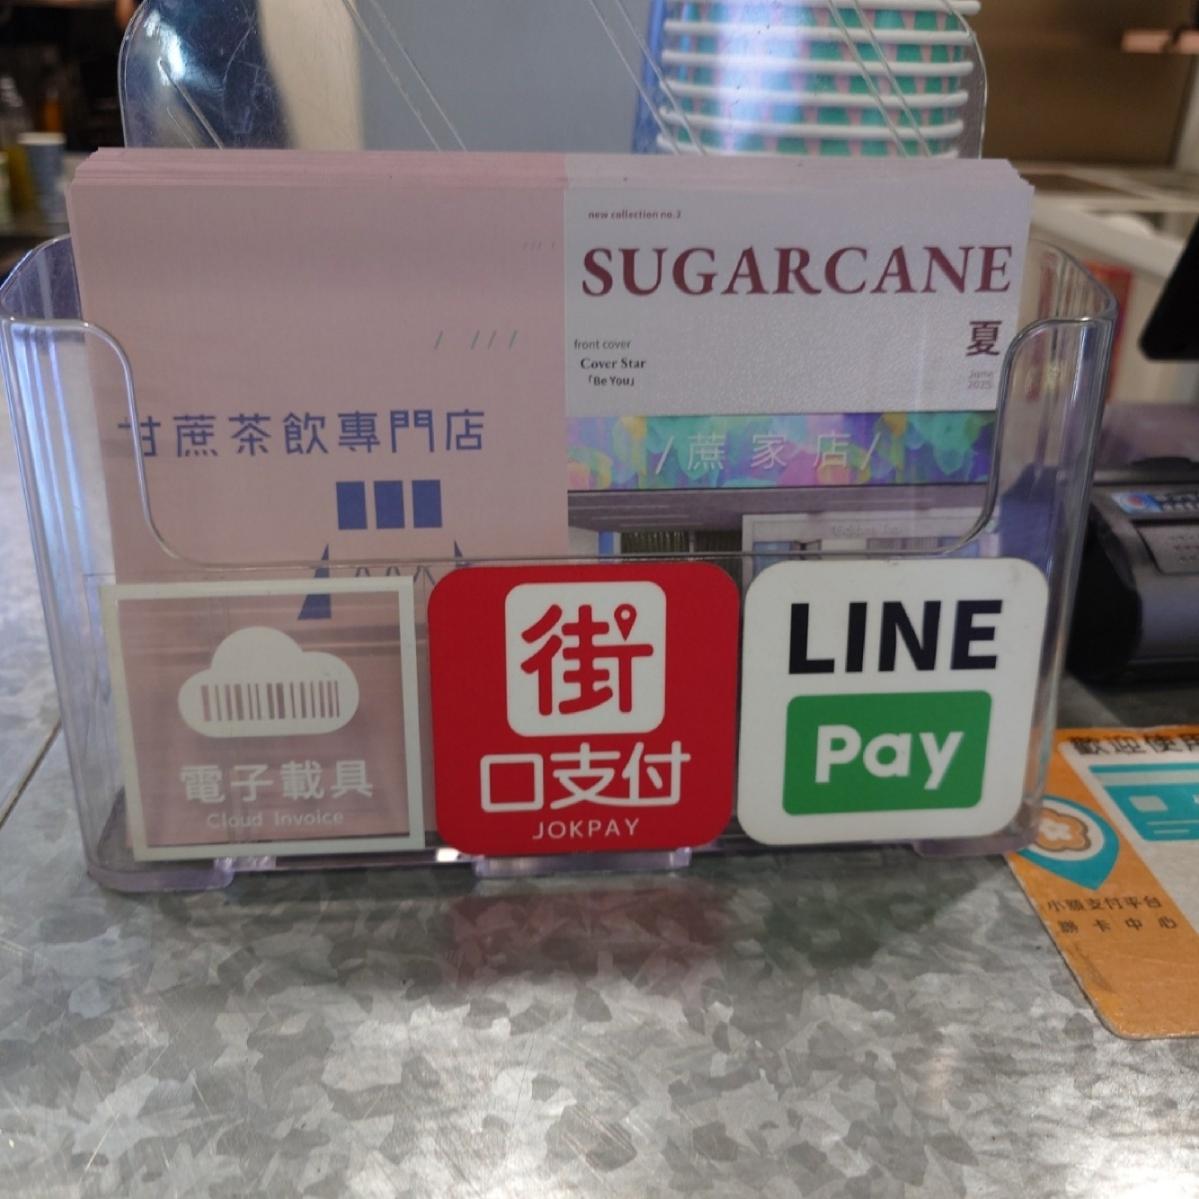 new collection no.2
SUGARCANE
夏
front cover
Cover Star
「Be You」
June
2025
甘蔗茶飲專門店
/蔗家店/
電子載具
Cloud Invoice
街
口支付
JOKPAY
LINE
Pay
歡迎使用
小額支付平台
聯卡中心